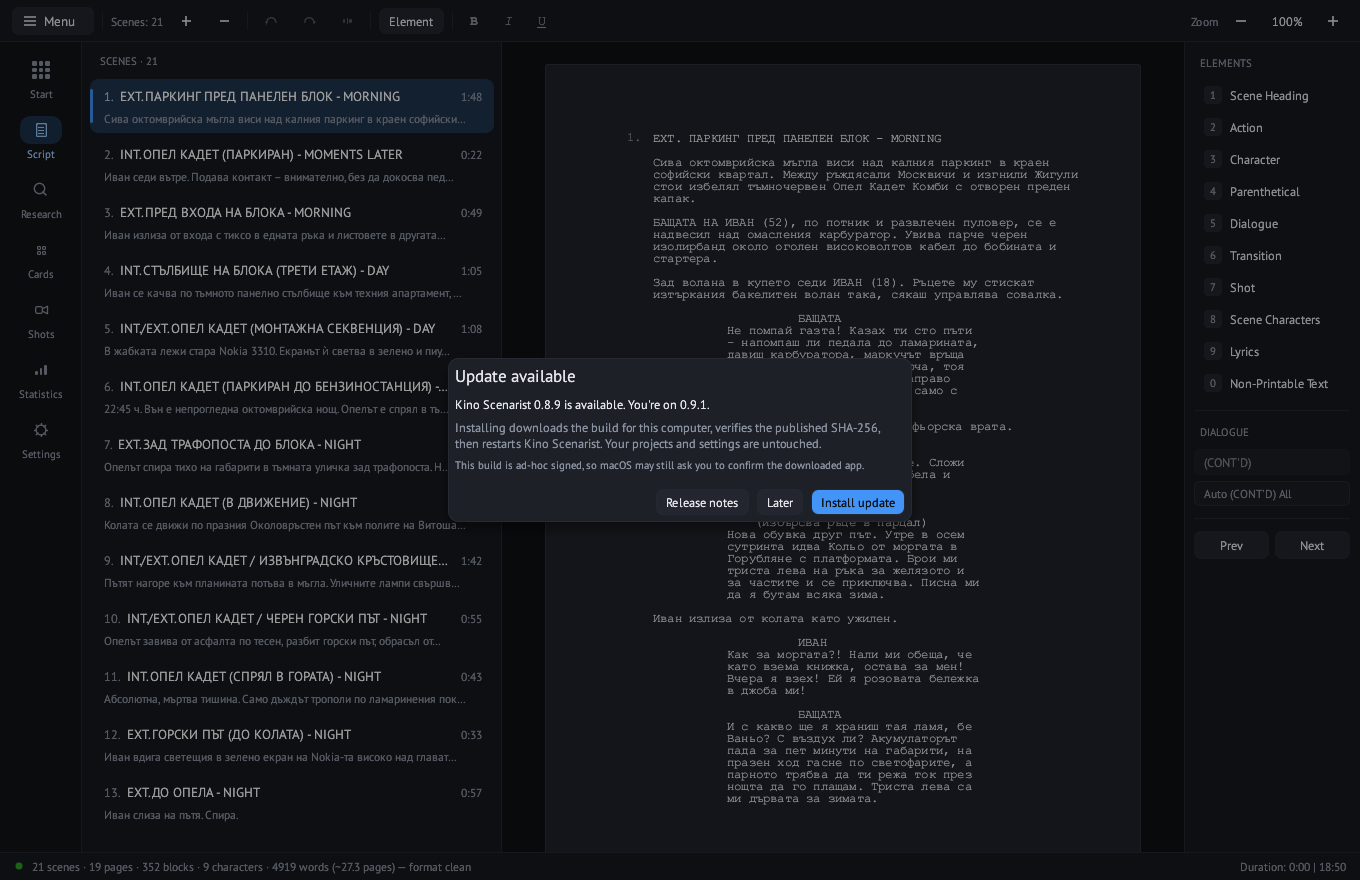 Menu
Scenes: 21
Element
B
I
U
Zoom
100%
Start
Script
Research
Cards
Shots
Statistics
Settings
SCENES · 21
1. EXT. ПАРКИНГ ПРЕД ПАНЕЛЕН БЛОК - MORNING 1:48
Сива октомврийска мъгла виси над калния паркинг в краен софийски…
2. INT. ОПЕЛ КАДЕТ (ПАРКИРАН) - MOMENTS LATER 0:22
Иван седи вътре. Подава контакт – внимателно, без да докосва пед…
3. EXT. ПРЕД ВХОДА НА БЛОКА - MORNING 0:49
Иван излиза от входа с тиксо в едната ръка и листовете в другата…
4. INT. СТЪЛБИЩЕ НА БЛОКА (ТРЕТИ ЕТАЖ) - DAY 1:05
Иван се качва по тъмното панелно стълбище към техния апартамент, …
5. INT./EXT. ОПЕЛ КАДЕТ (МОНТАЖНА СЕКВЕНЦИЯ) - DAY 1:08
В жабката лежи стара Nokia 3310. Екранът ѝ светва в зелено и пиу…
6. INT. ОПЕЛ КАДЕТ (ПАРКИРАН ДО БЕНЗИНОСТАНЦИЯ) -…
22:45 ч. Вън е непрогледна октомврийска нощ. Опелът е спрял в тъ…
7. EXT. ЗАД ТРАФОПОСТА ДО БЛОКА - NIGHT
Опелът спира тихо на габарити в тъмната уличка зад трафопоста. Н…
8. INT. ОПЕЛ КАДЕТ (В ДВИЖЕНИЕ) - NIGHT
Колата се движи по празния Околовръстен път към полите на Витоша…
9. INT./EXT. ОПЕЛ КАДЕТ / ИЗВЪНГРАДСКО КРЪСТОВИЩЕ… 1:42
Пътят нагоре към планината потъва в мъгла. Уличните лампи свършв…
10. INT./EXT. ОПЕЛ КАДЕТ / ЧЕРЕН ГОРСКИ ПЪТ - NIGHT 0:55
Опелът завива от асфалта по тесен, разбит горски път, обрасъл от…
11. INT. ОПЕЛ КАДЕТ (СПРЯЛ В ГОРАТА) - NIGHT 0:43
Абсолютна, мъртва тишина. Само дъждът трополи по ламаринения пок…
12. EXT. ГОРСКИ ПЪТ (ДО КОЛАТА) - NIGHT 0:33
Иван вдига светещия в зелено екран на Nokia-та високо над глават…
13. EXT. ДО ОПЕЛА - NIGHT 0:57
Иван слиза на пътя. Спира.
1. EXT. ПАРКИНГ ПРЕД ПАНЕЛЕН БЛОК - MORNING
Сива октомврийска мъгла виси над калния паркинг в краен
софийски квартал. Между ръждясали Москвичи и изгнили Жигули
стои избелял тъмночервен Опел Кадет Комби с отворен преден
капак.
БАЩАТА НА ИВАН (52), по потник и развлечен пуловер, се е
надвесил над омасления карбуратор. Увива парче черен
изолирбанд около оголен високоволтов кабел до бобината и
стартера.
Зад волана в купето седи ИВАН (18). Ръцете му стискат
изтъркания бакелитен волан така, сякаш управлява совалка.
БАЩАТА
Не помпай газта! Казах ти сто пъти
– напомпаш ли педала до ламарината,
давиш карбуратора, маркучът връща
тоя
направо
само с
фьорска врата.
е. Сложи
бела и
(избърсва ръце в парцал)
Нова обувка друг път. Утре в осем
сутринта идва Кольо от моргата в
Горубляне с платформата. Брои ми
триста лева на ръка за желязото и
за частите и се приключва. Писна ми
да я бутам всяка зима.
Иван излиза от колата като ужилен.
ИВАН
Как за моргата?! Нали ми обеща, че
като взема книжка, остава за мен!
Вчера я взех! Ей я розовата бележка
в джоба ми!
БАЩАТА
И с какво ще я храниш тая ламя, бе
Ваньо? С въздух ли? Акумулаторът
пада за пет минути на габарити, на
празен ход гасне по светофарите, а
парното трябва да ти режа ток през
нощта да го плащам. Триста лева са
ми дървата за зимата.
Update available
Kino Scenarist 0.8.9 is available. You're on 0.9.1.
Installing downloads the build for this computer, verifies the published SHA-256,
then restarts Kino Scenarist. Your projects and settings are untouched.
This build is ad-hoc signed, so macOS may still ask you to confirm the downloaded app.
Release notes
Later
Install update
ELEMENTS
1 Scene Heading
2 Action
3 Character
4 Parenthetical
5 Dialogue
6 Transition
7 Shot
8 Scene Characters
9 Lyrics
0 Non-Printable Text
DIALOGUE
(CONT'D)
Auto (CONT'D) All
Prev
Next
21 scenes · 19 pages · 352 blocks · 9 characters · 4919 words (~27.3 pages) — format clean
Duration: 0:00 | 18:50